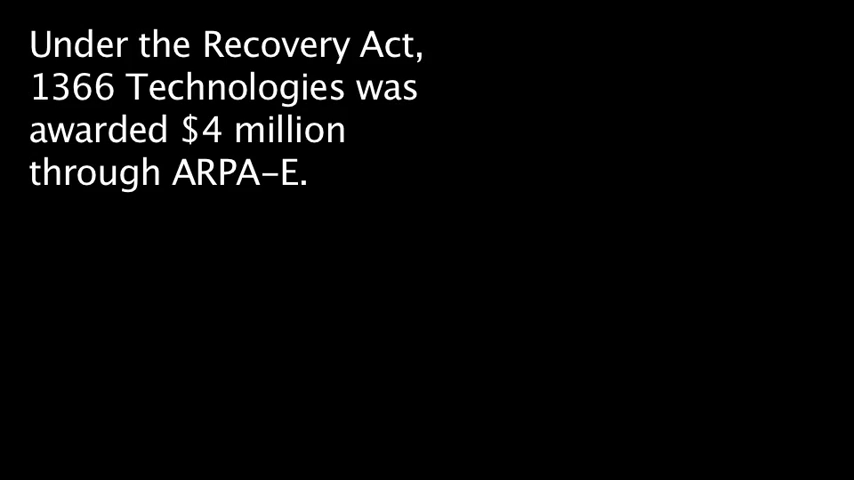 Under the Recovery Act,
1366 Technologies was
awarded $4 million
through ARPA-E.